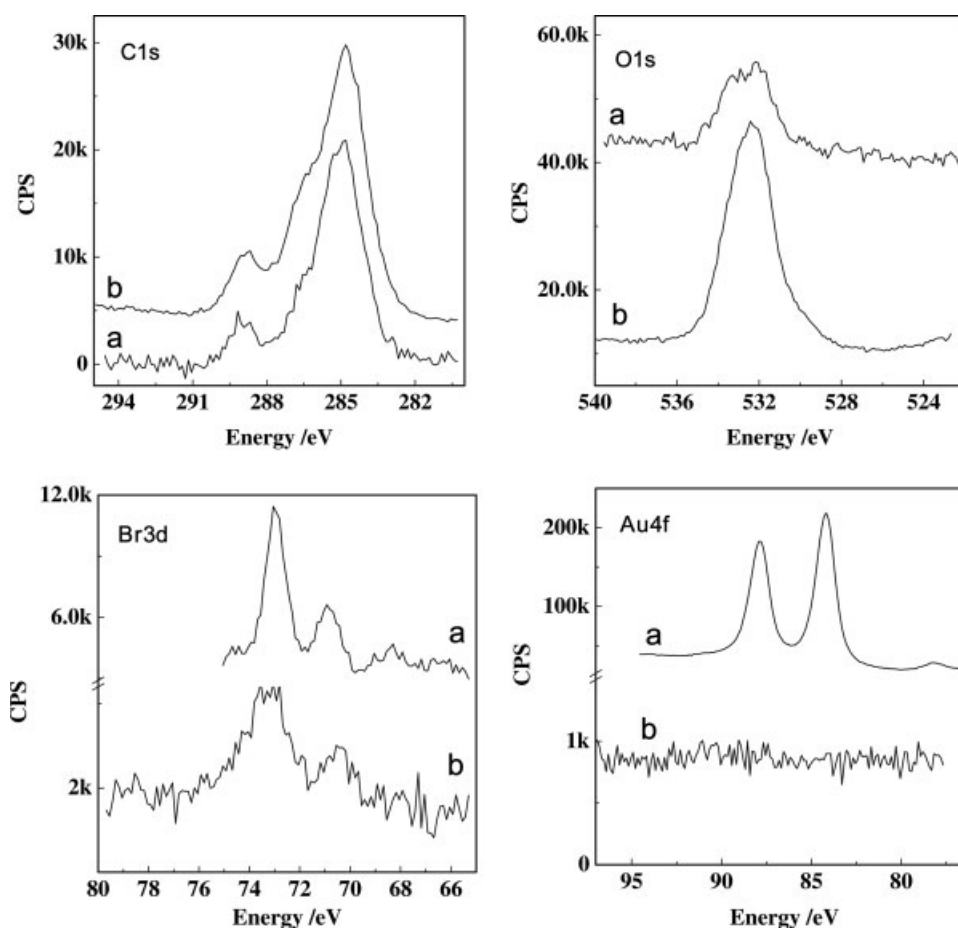 C1s
30k
20k
10k
0
CPS
b
a
294 291 288 285 282
Energy /eV
O1s
60.0k
40.0k
20.0k
CPS
a
b
540 536 532 528 524
Energy /eV
Br3d
12.0k
6.0k
2k
CPS
a
b
80 78 76 74 72 70 68 66
Energy /eV
Au4f
200k
100k
1k
0
CPS
a
b
95 90 85 80
Energy /eV